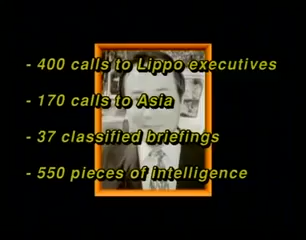 - 400 calls to Lippo executives
- 170 calls to Asia
- 37 classified briefings
- 550 pieces of intelligence